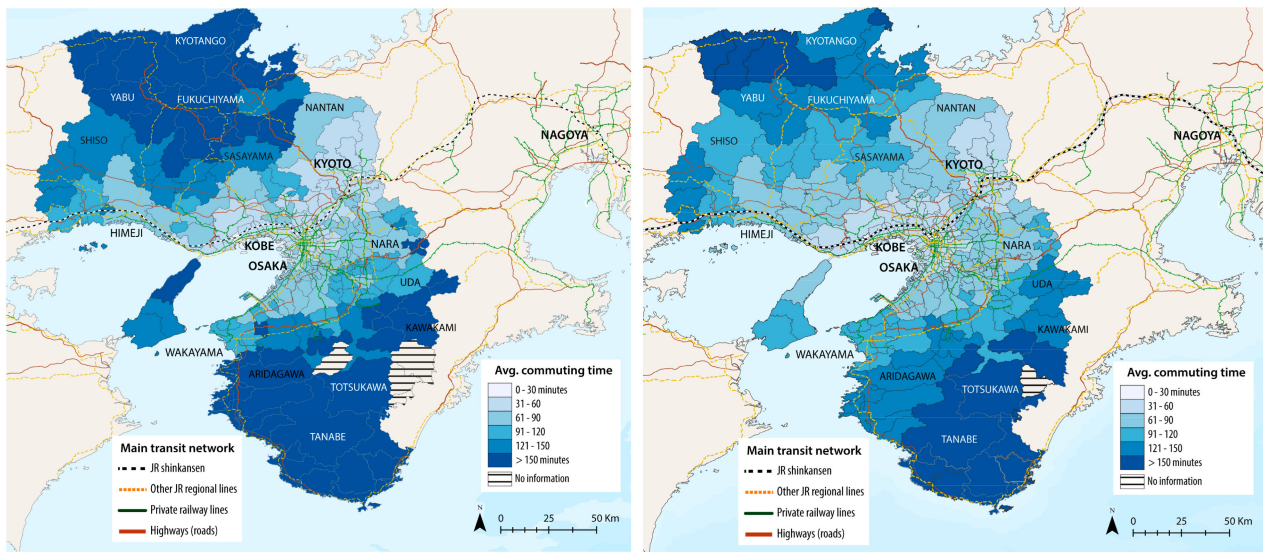 KYOTANGO
YABU
FUKUCHIYAMA
NANTAN
SHISO
SASAYAMA
NAGOYA
KYOTO
HIMEJI
KOBE
OSAKA
NARA
UDA
KAWAKAMI
WAKAYAMA
ARIDAGAWA
TOTSUKAWA
TANABE
Avg. commuting time
0 - 30 minutes
31 - 60
61 - 90
91 - 120
121 - 150
> 150 minutes
No information
Main transit network
JR shinkansen
Other JR regional lines
Private railway lines
Highways (roads)
N
0 25 50 Km
KYOTANGO
YABU
FUKUCHIYAMA
NANTAN
SHISO
SASAYAMA
NAGOYA
KYOTO
HIMEJI
KOBE
OSAKA
NARA
UDA
KAWAKAMI
WAKAYAMA
ARIDAGAWA
TOTSUKAWA
TANABE
Avg. commuting time
0 - 30 minutes
31 - 60
61 - 90
91 - 120
121 - 150
> 150 minutes
No information
Main transit network
JR shinkansen
Other JR regional lines
Private railway lines
Highways (roads)
N
0 25 50 Km